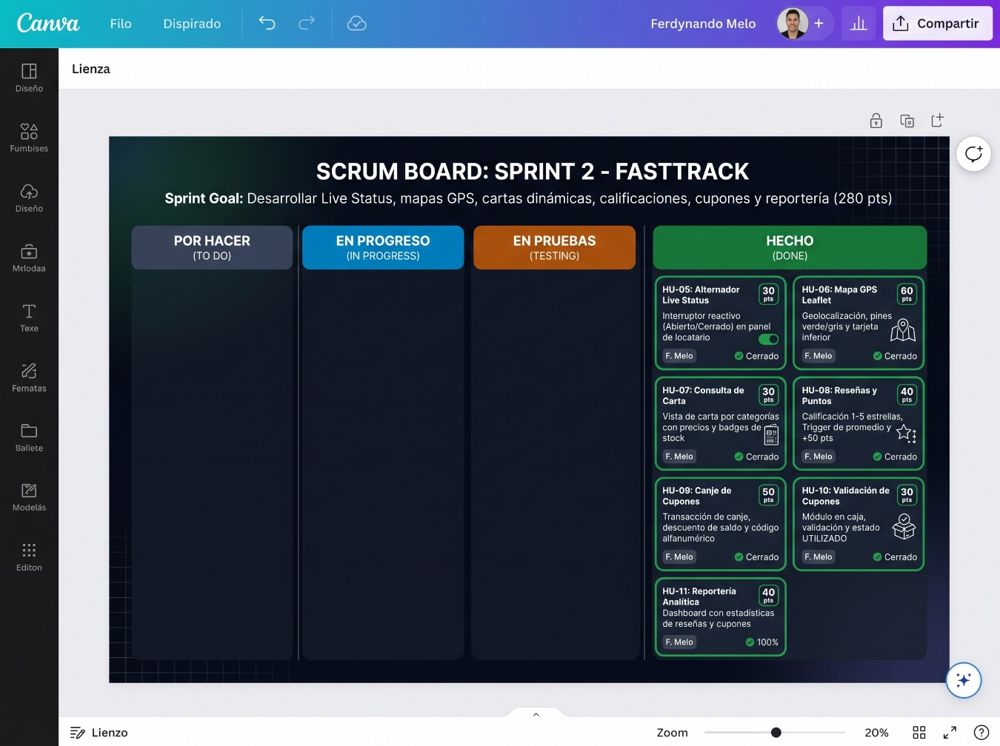 Canva
Filo
Dispirado
Ferdynando Melo
+
Compartir
Lienza
Diseño
Fumbises
Diseño
Melodaa
Texe
Fematas
Baliete
Modelás
Editon
SCRUM BOARD: SPRINT 2 - FASTTRACK
Sprint Goal: Desarrollar Live Status, mapas GPS, cartas dinámicas, calificaciones, cupones y reportería (280 pts)
POR HACER
(TO DO)
EN PROGRESO
(IN PROGRESS)
EN PRUEBAS
(TESTING)
HECHO
(DONE)
HU-05: Alternador
Live Status
30
pts
Interruptor reactivo
(Abierto/Cerrado) en panel
de locatario
F. Melo
Cerrado
HU-06: Mapa GPS
Leaflet
60
pts
Geolocalización, pines
verde/gris y tarjeta
inferior
F. Melo
Cerrado
HU-07: Consulta de
Carta
30
pts
Vista de carta por categorías
con precios y badges de
stock
F. Melo
Cerrado
HU-08: Reseñas y
Puntos
40
pts
Calificación 1-5 estrellas,
Trigger de promedio y
+50 pts
F. Melo
Cerrado
HU-09: Canje de
Cupones
50
pts
Transacción de canje,
descuento de saldo y código
alfanumérico
F. Melo
Cerrado
HU-10: Validación de
Cupones
30
pts
Módulo en caja,
validación y estado
UTILIZADO
F. Melo
Cerrado
HU-11: Reportería
Analítica
40
pts
Dashboard con estadísticas
de reseñas y cupones
F. Melo
100%
Lienzo
Zoom
20%